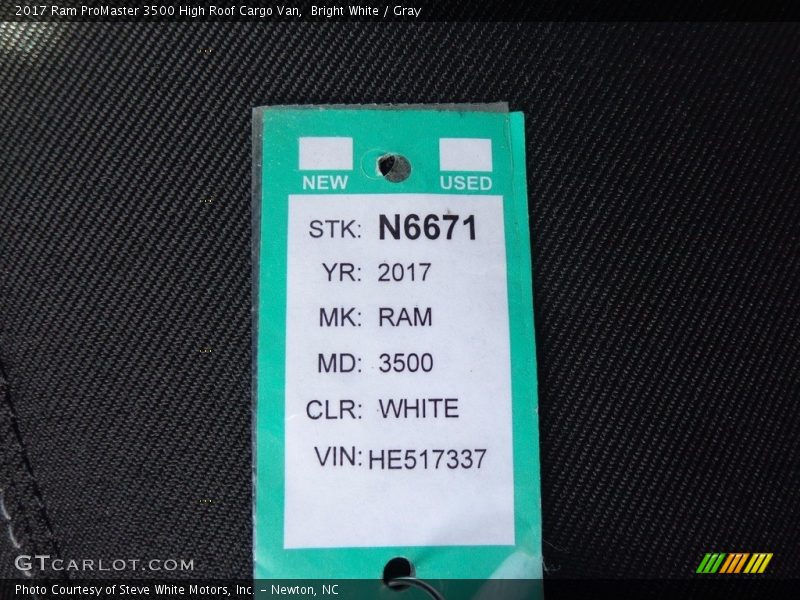 2017 Ram ProMaster 3500 High Roof Cargo Van, Bright White / Gray
NEW USED
STK: N6671
YR: 2017
MK: RAM
MD: 3500
CLR: WHITE
VIN: HE517337
GTCARLOT.COM
Photo Courtesy of Steve White Motors, Inc. – Newton, NC